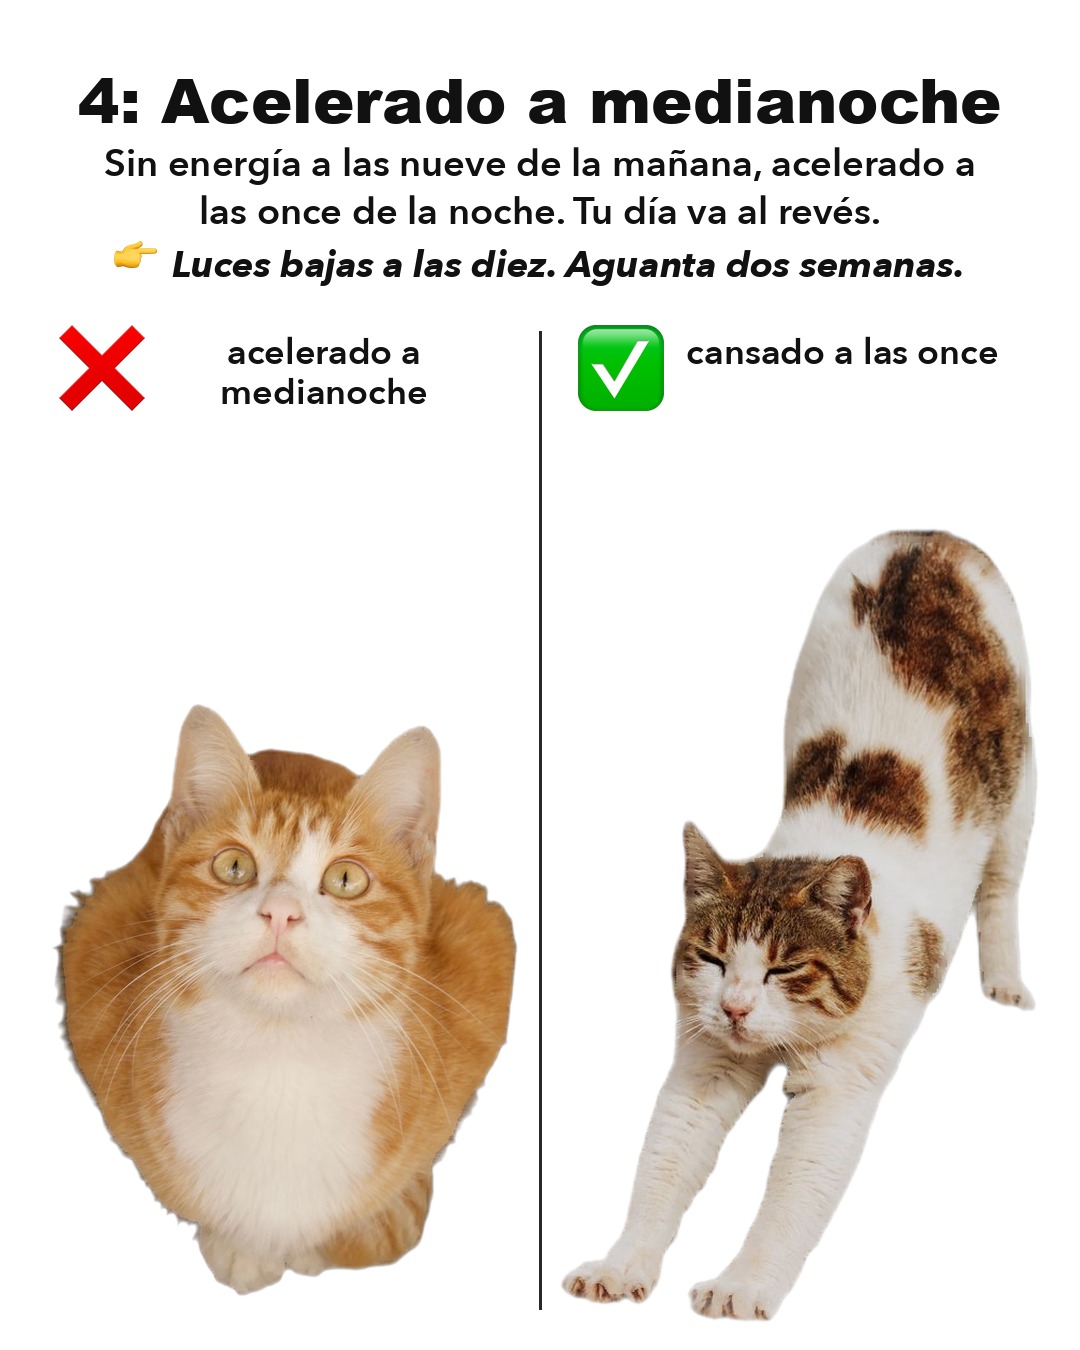 4: Acelerado a medianoche
Sin energía a las nueve de la mañana, acelerado a
las once de la noche. Tu día va al revés.
👉 Luces bajas a las diez. Aguanta dos semanas.
❌ acelerado a
medianoche
✅ cansado a las once